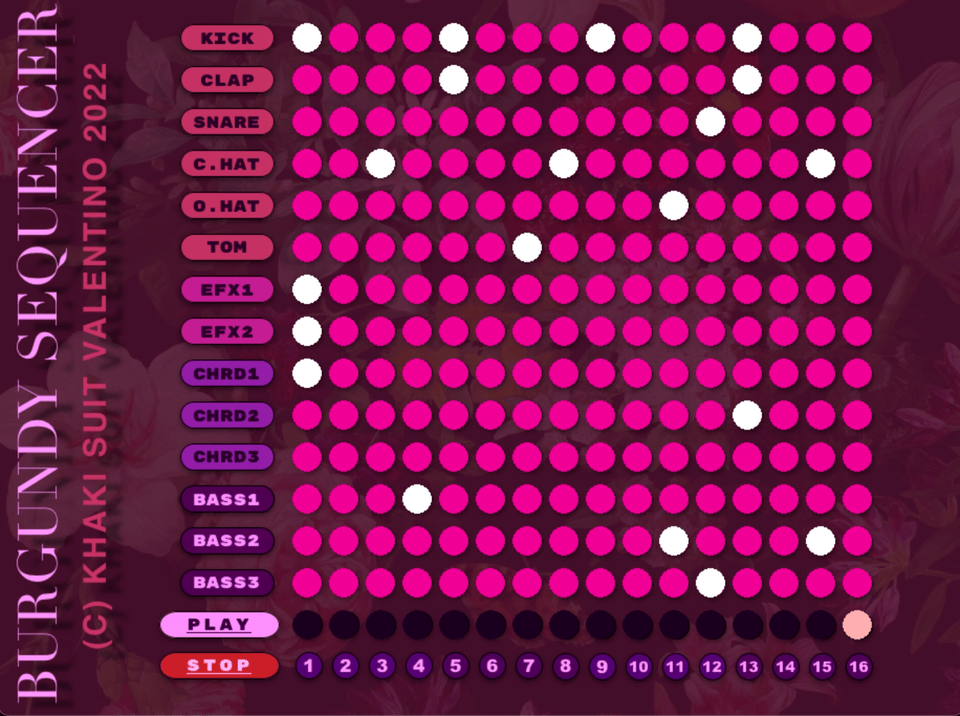 BURGUNDY SEQUENCER
(C) KHAKI SUIT VALENTINO 2022
KICK
CLAP
SNARE
C.HAT
O.HAT
TOM
EFX1
EFX2
CHRD1
CHRD2
CHRD3
BASS1
BASS2
BASS3
PLAY
STOP 1 2 3 4 5 6 7 8 9 10 11 12 13 14 15 16